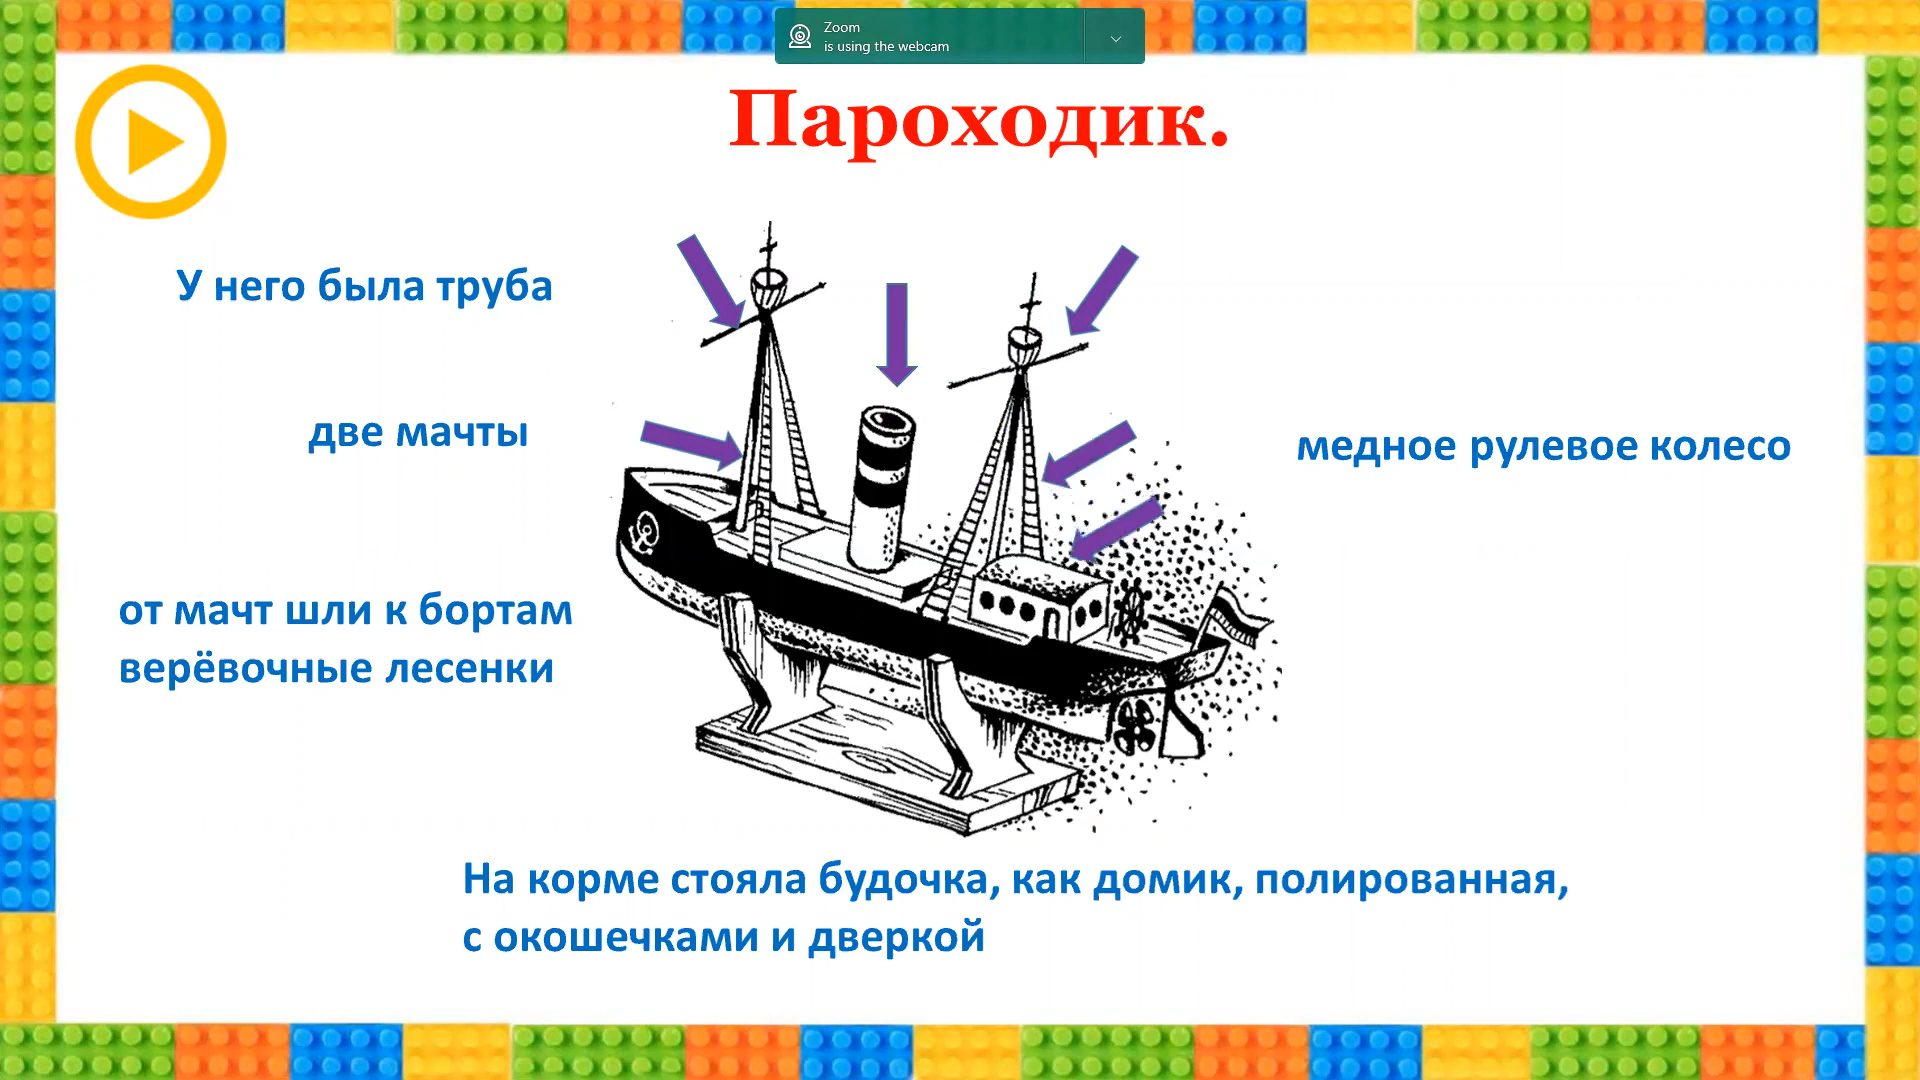 Zoom
is using the webcam
Пароходик.
У него была труба
две мачты
медное рулевое колесо
от мачт шли к бортам
верёвочные лесенки
На корме стояла будочка, как домик, полированная,
с окошечками и дверкой